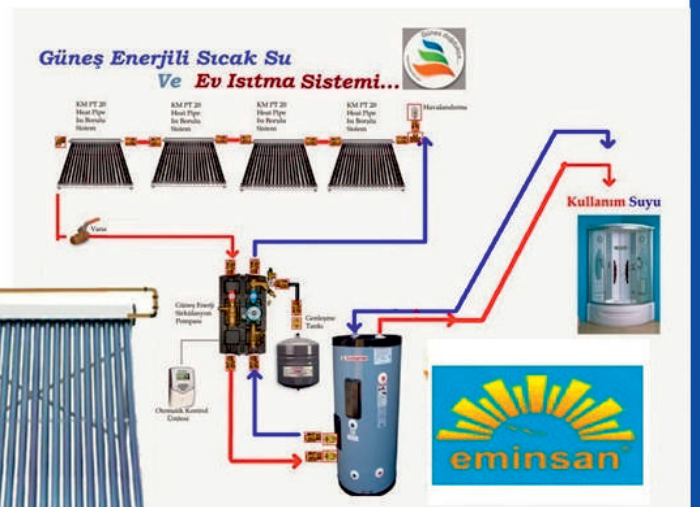 Güneş Enerjili Sıcak Su
Ve Ev Isıtma Sistemi...
KM PT 20
Heat Pipe
Isı Borulu
Sistem
KM PT 20
Heat Pipe
Isı Borulu
Sistem
KM PT 20
Heat Pipe
Isı Borulu
Sistem
KM PT 20
Heat Pipe
Isı Borulu
Sistem
Havalandırma
Kullanım Suyu
Vana
Güneş Enerji
Sirkülasyon
Pompası
Genleşme
Tankı
Otomatik Kontrol
Ünitesi
eminsan